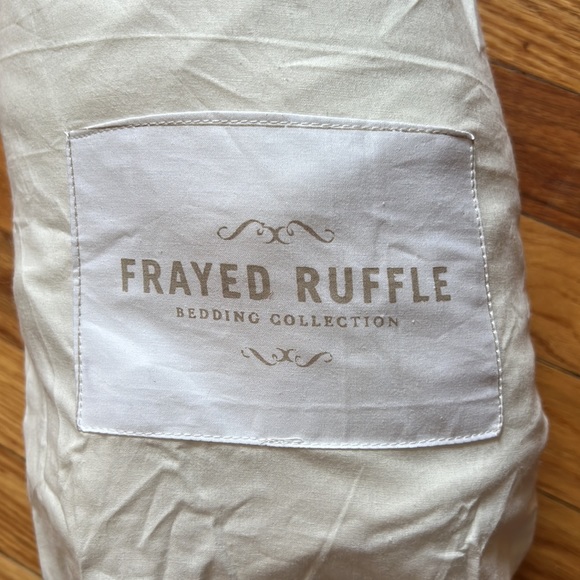 FRAYED RUFFLE
BEDDING COLLECTION